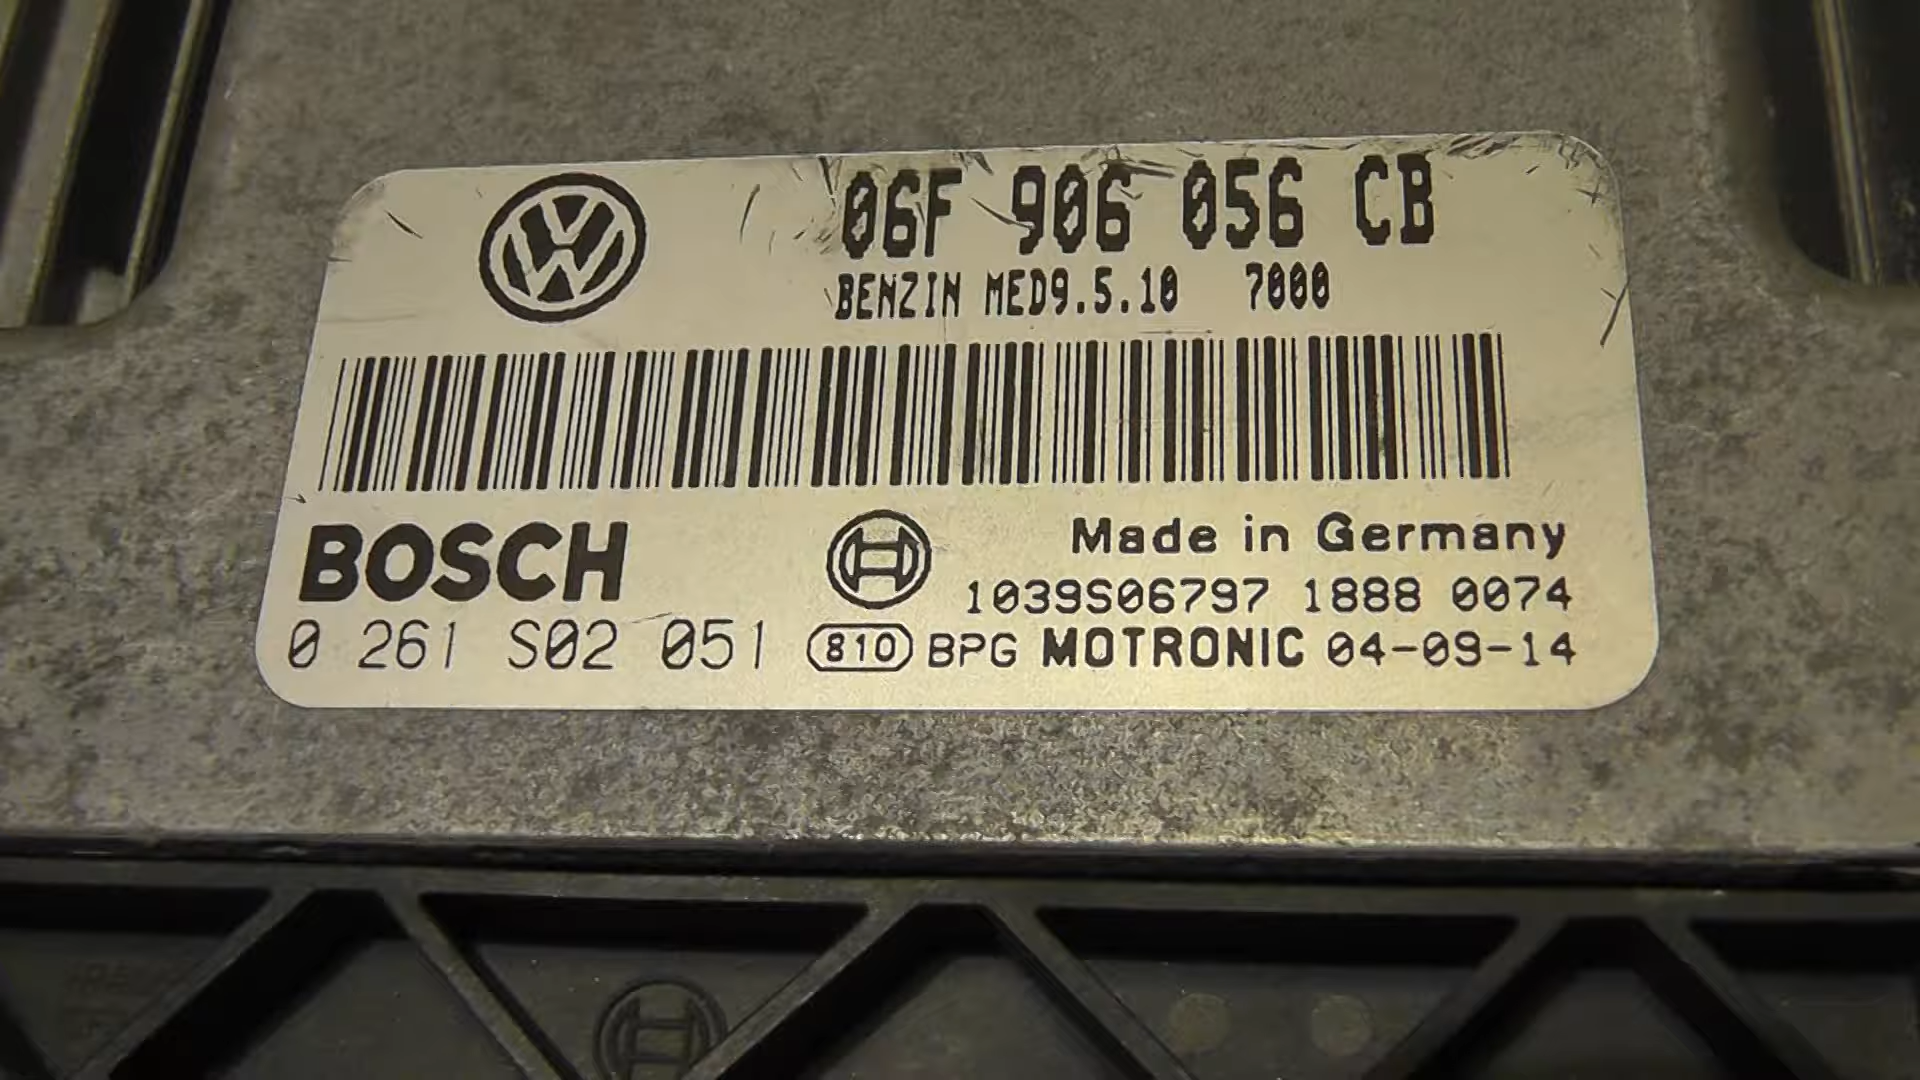 06F 906 056 CB
BENZIN MED9.5.10 7000
BOSCH
Made in Germany
1039S06797 1888 0074
0 261 S02 051 810 BPG MOTRONIC 04-09-14